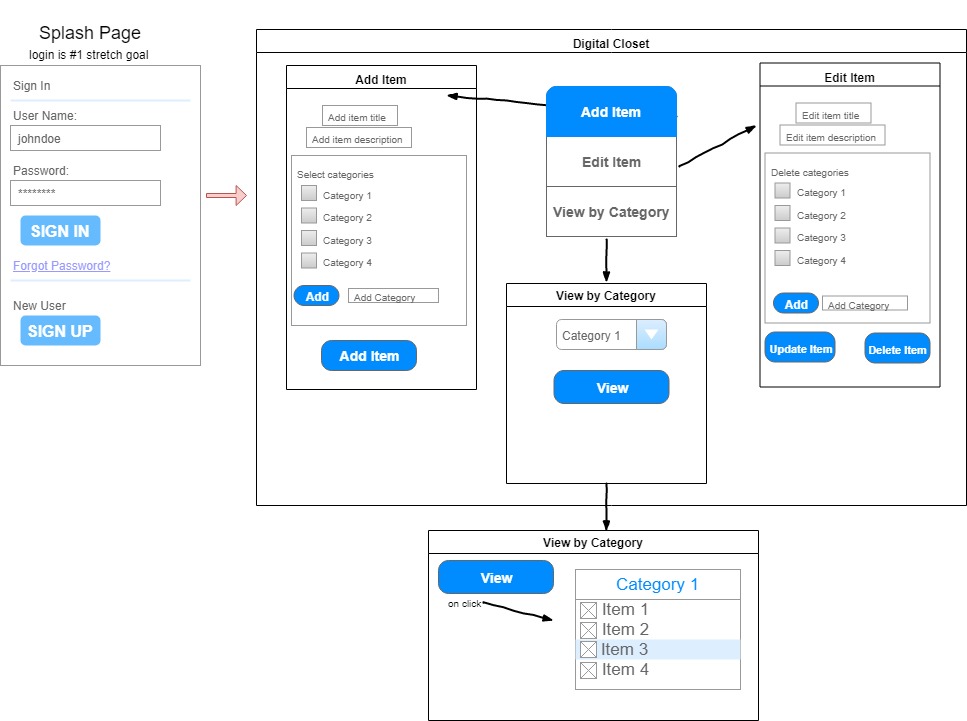 Splash Page
login is #1 stretch goal
Sign In
User Name:
johndoe
Password:
********
SIGN IN
Forgot Password?
New User
SIGN UP
Digital Closet
Add Item
Add item title
Add item description
Select categories
Category 1
Category 2
Category 3
Category 4
Add
Add Category
Add Item
Add Item
Edit Item
View by Category
View by Category
Category 1
View
Edit Item
Edit item title
Edit item description
Delete categories
Category 1
Category 2
Category 3
Category 4
Add
Add Category
Update Item
Delete Item
View by Category
View
on click
Category 1
Item 1
Item 2
Item 3
Item 4